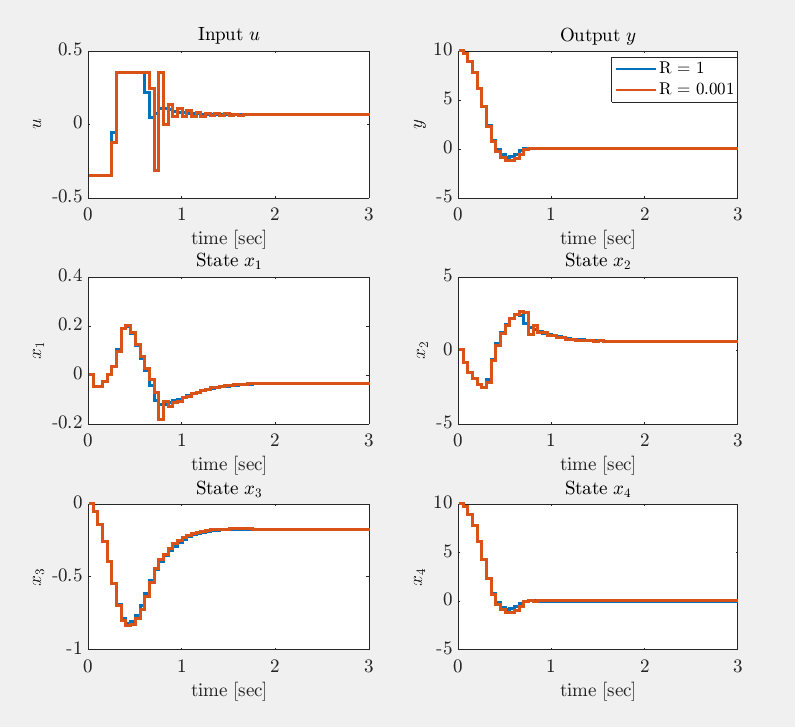 Input u
0.5
0
-0.5
u
0 1 2 3
time [sec]
Output y
10
5
0
-5
y
R = 1
R = 0.001
0 1 2 3
time [sec]
State x₁
0.4
0.2
0
-0.2
x₁
0 1 2 3
time [sec]
State x₂
5
0
-5
x₂
0 1 2 3
time [sec]
State x₃
0
-0.5
-1
x₃
0 1 2 3
time [sec]
State x₄
10
5
0
-5
x₄
0 1 2 3
time [sec]